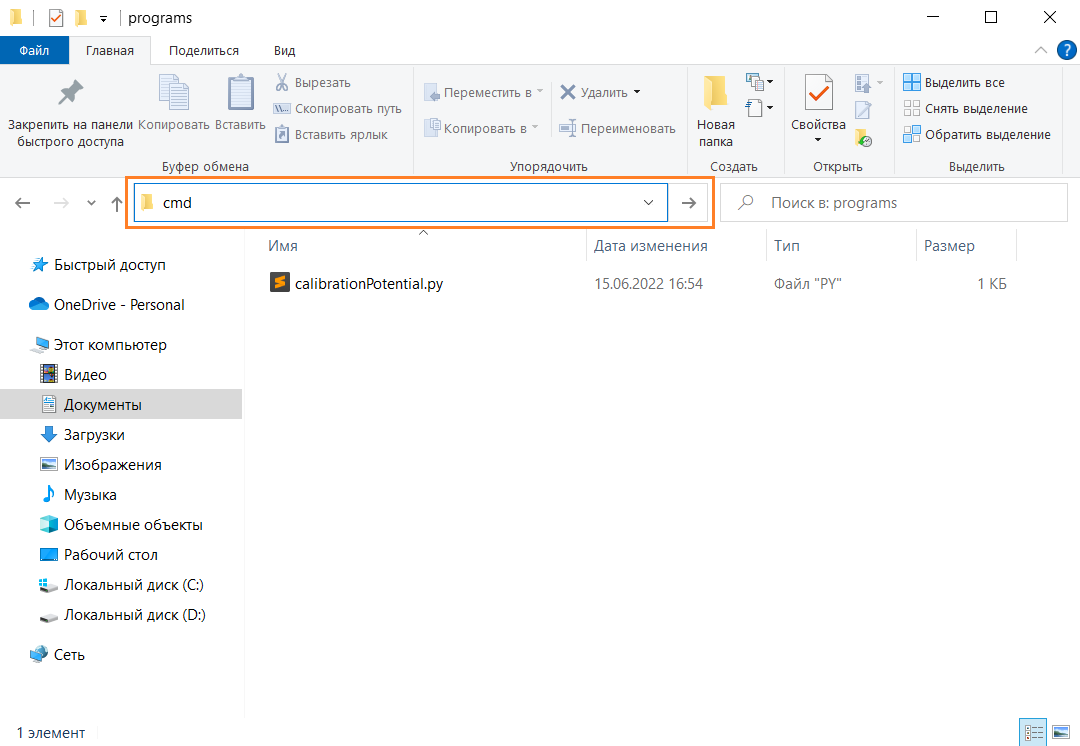 programs
Файл Главная Поделиться Вид
Закрепить на панели
быстрого доступа
Копировать
Вставить
Вырезать
Скопировать путь
Вставить ярлык
Буфер обмена
Переместить в
Копировать в
Удалить
Переименовать
Упорядочить
Новая
папка
Создать
Свойства
Открыть
Выделить все
Снять выделение
Обратить выделение
Выделить
cmd
Поиск в: programs
Быстрый доступ
OneDrive - Personal
Этот компьютер
Видео
Документы
Загрузки
Изображения
Музыка
Объемные объекты
Рабочий стол
Локальный диск (C:)
Локальный диск (D:)
Сеть
Имя Дата изменения Тип Размер
calibrationPotential.py 15.06.2022 16:54 Файл "PY" 1 КБ
1 элемент